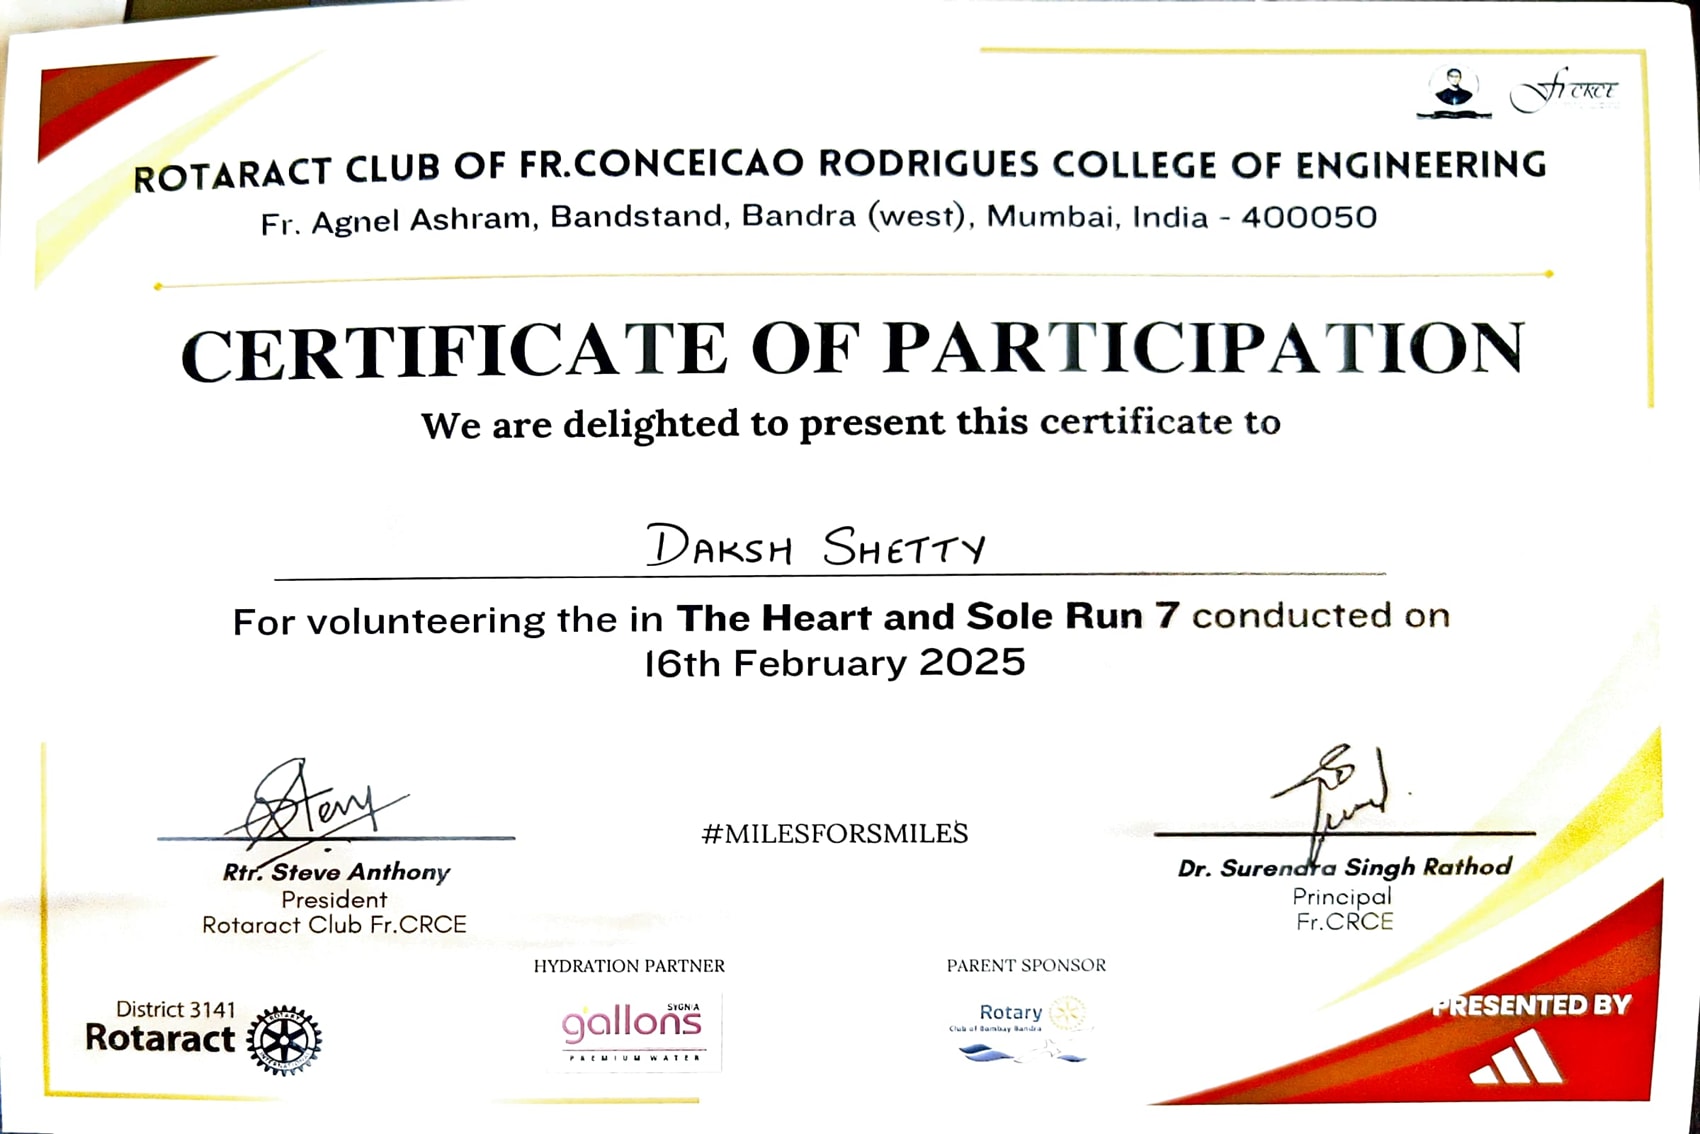 Fr CRCE
ROTARACT CLUB OF FR.CONCEICAO RODRIGUES COLLEGE OF ENGINEERING
Fr. Agnel Ashram, Bandstand, Bandra (west), Mumbai, India - 400050
CERTIFICATE OF PARTICIPATION
We are delighted to present this certificate to
DAKSH SHETTY
For volunteering the in The Heart and Sole Run 7 conducted on
16th February 2025
#MILESFORSMILES
Rtr. Steve Anthony
President
Rotaract Club Fr.CRCE
Dr. Surendra Singh Rathod
Principal
Fr.CRCE
HYDRATION PARTNER
PARENT SPONSOR
District 3141
Rotaract
ROTARY
INTERNATIONAL
SIGNIA
gallons
PREMIUM WATER
Rotary
Club of Bombay Bandra
PRESENTED BY